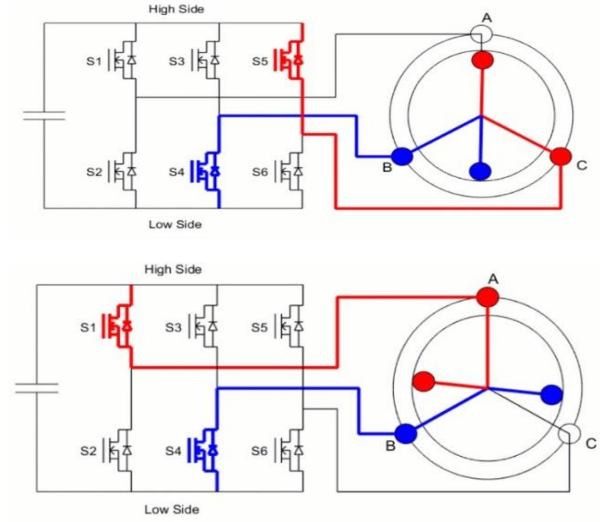 High Side
A
S1 S3 S5
S2 S4 S6
B C
Low Side
High Side
A
S1 S3 S5
S2 S4 S6
B C
Low Side